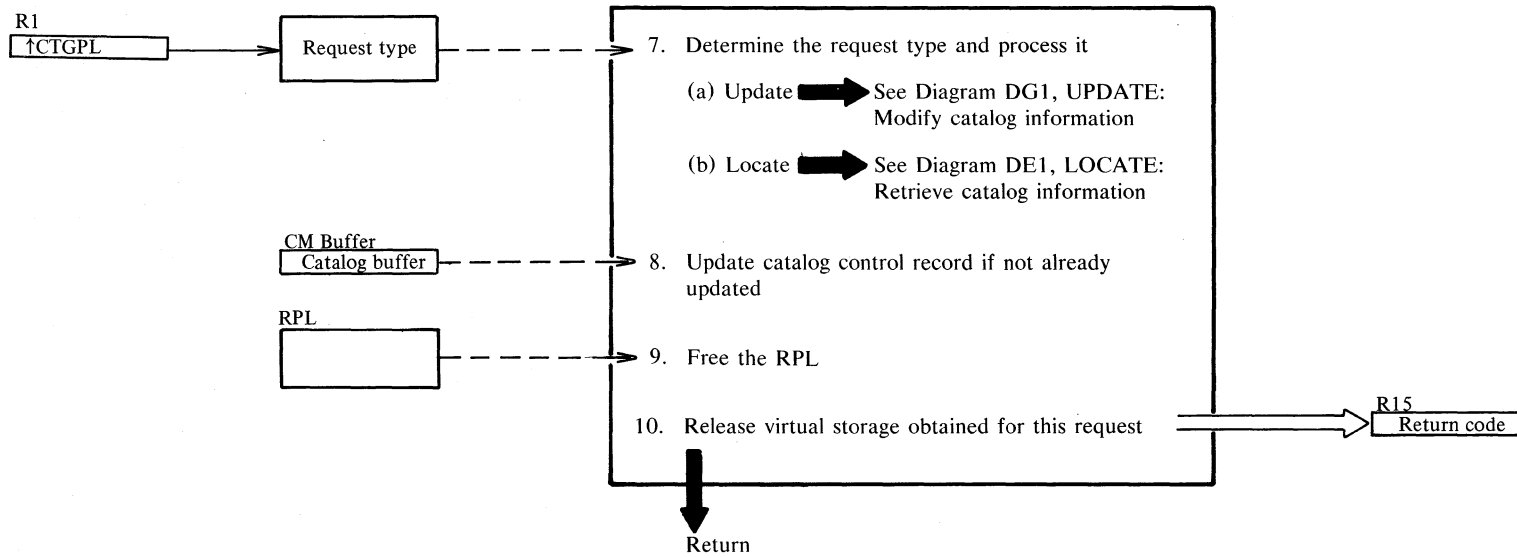 R1
↑CTGPL
Request type
7. Determine the request type and process it
(a) Update See Diagram DG1, UPDATE:
Modify catalog information
(b) Locate See Diagram DE1, LOCATE:
Retrieve catalog information
CM Buffer
Catalog buffer
8. Update catalog control record if not already
updated
RPL
9. Free the RPL
10. Release virtual storage obtained for this request
R15
Return code
Return